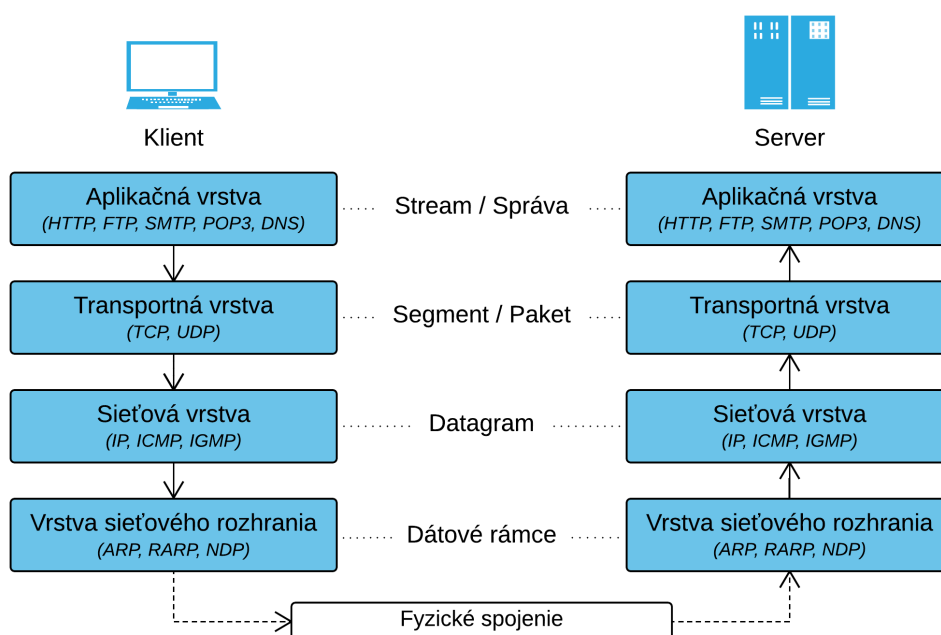 Klient
Server
Aplikačná vrstva
(HTTP, FTP, SMTP, POP3, DNS)
Stream / Správa
Aplikačná vrstva
(HTTP, FTP, SMTP, POP3, DNS)
Transportná vrstva
(TCP, UDP)
Segment / Paket
Transportná vrstva
(TCP, UDP)
Sieťová vrstva
(IP, ICMP, IGMP)
Datagram
Sieťová vrstva
(IP, ICMP, IGMP)
Vrstva sieťového rozhrania
(ARP, RARP, NDP)
Dátové rámce
Vrstva sieťového rozhrania
(ARP, RARP, NDP)
Fyzické spojenie